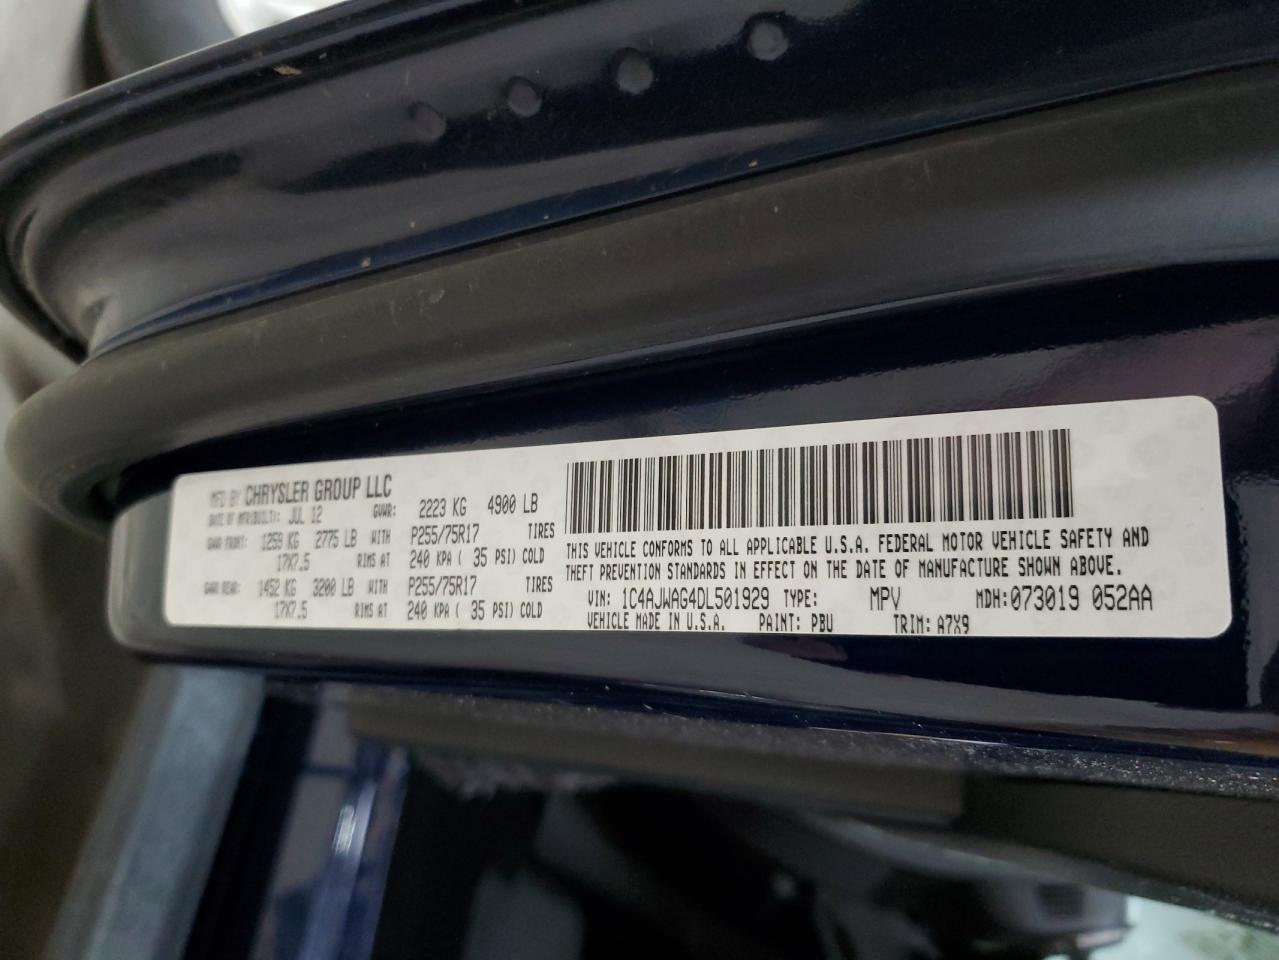 MFD BY CHRYSLER GROUP LLC
DATE OF MFR(BUILT): JUL 12 GVWR: 2223 KG 4900 LB
GAWR FRONT: 1259 KG 2775 LB WITH P255/75R17 TIRES
17X7.5 RIMS AT 240 KPA ( 35 PSI) COLD
GAWR REAR: 1452 KG 3200 LB WITH P255/75R17 TIRES
17X7.5 RIMS AT 240 KPA ( 35 PSI) COLD
THIS VEHICLE CONFORMS TO ALL APPLICABLE U.S.A. FEDERAL MOTOR VEHICLE SAFETY AND
THEFT PREVENTION STANDARDS IN EFFECT ON THE DATE OF MANUFACTURE SHOWN ABOVE.
VIN: 1C4AJWAG4DL501929 TYPE: MPV MDH: 073019 052AA
VEHICLE MADE IN U.S.A. PAINT: PBU TRIM: A7X9